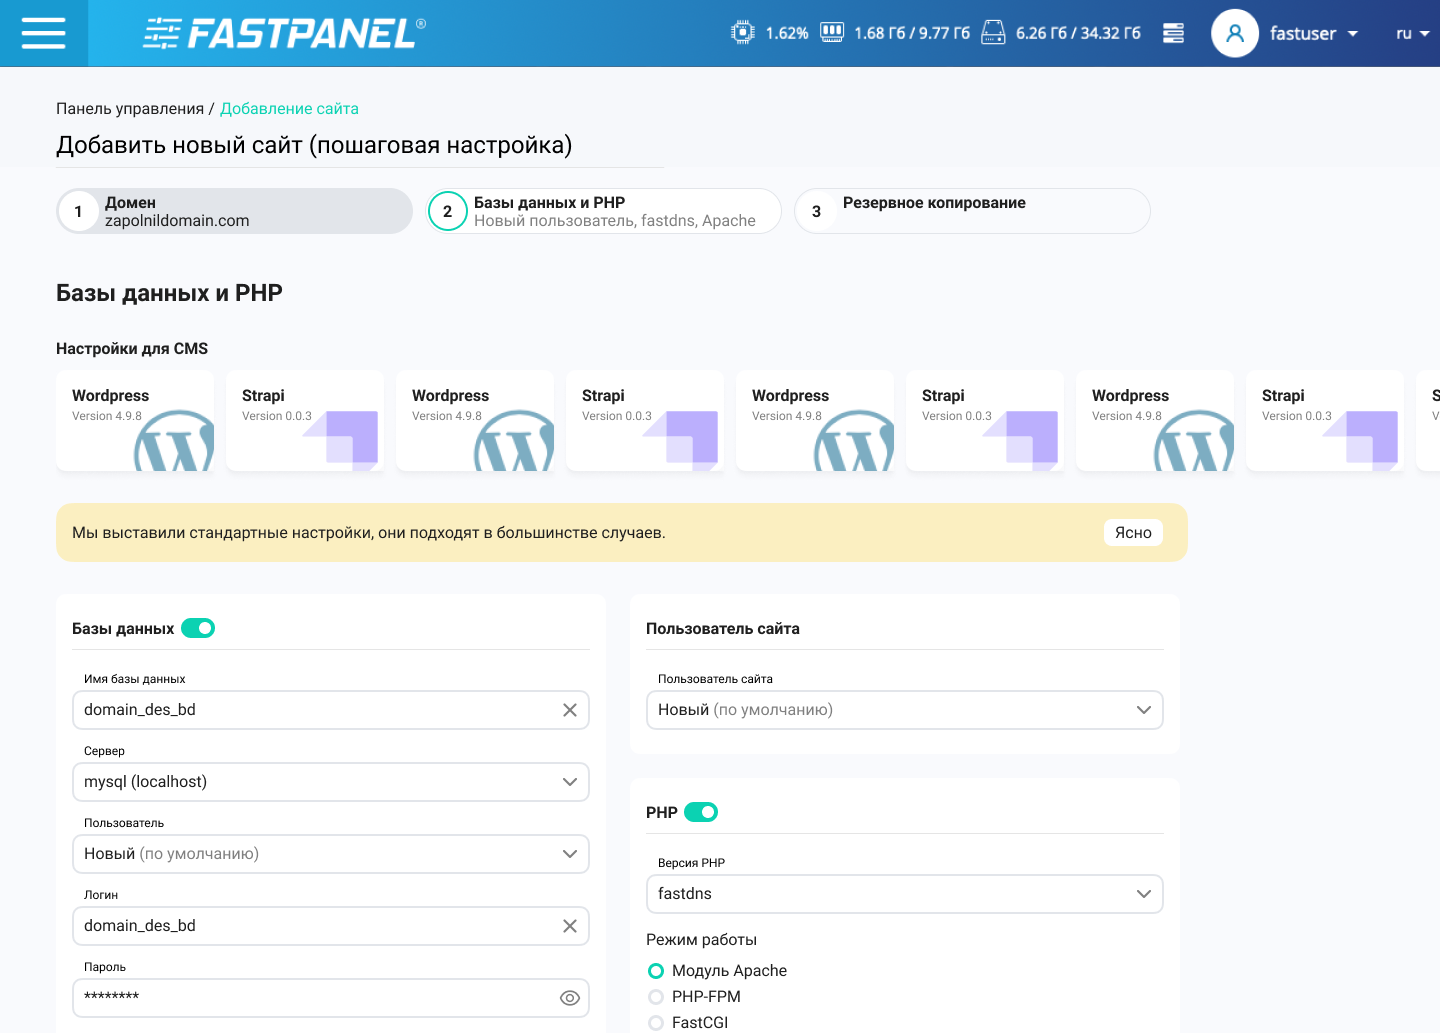 FASTPANEL®
1.62%
1.68 Гб / 9.77 Гб
6.26 Гб / 34.32 Гб
fastuser
ru
Панель управления / Добавление сайта
Добавить новый сайт (пошаговая настройка)
1
Домен
zapolnildomain.com
2
Базы данных и PHP
Новый пользователь, fastdns, Apache
3
Резервное копирование
Базы данных и PHP
Настройки для CMS
Wordpress
Version 4.9.8
Strapi
Version 0.0.3
Wordpress
Version 4.9.8
Strapi
Version 0.0.3
Wordpress
Version 4.9.8
Strapi
Version 0.0.3
Wordpress
Version 4.9.8
Strapi
Version 0.0.3
S
V
Мы выставили стандартные настройки, они подходят в большинстве случаев.
Ясно
Базы данных
Имя базы данных
domain_des_bd
Сервер
mysql (localhost)
Пользователь
Новый (по умолчанию)
Логин
domain_des_bd
Пароль
********
Пользователь сайта
Пользователь сайта
Новый (по умолчанию)
PHP
Версия PHP
fastdns
Режим работы
Модуль Apache
PHP-FPM
FastCGI